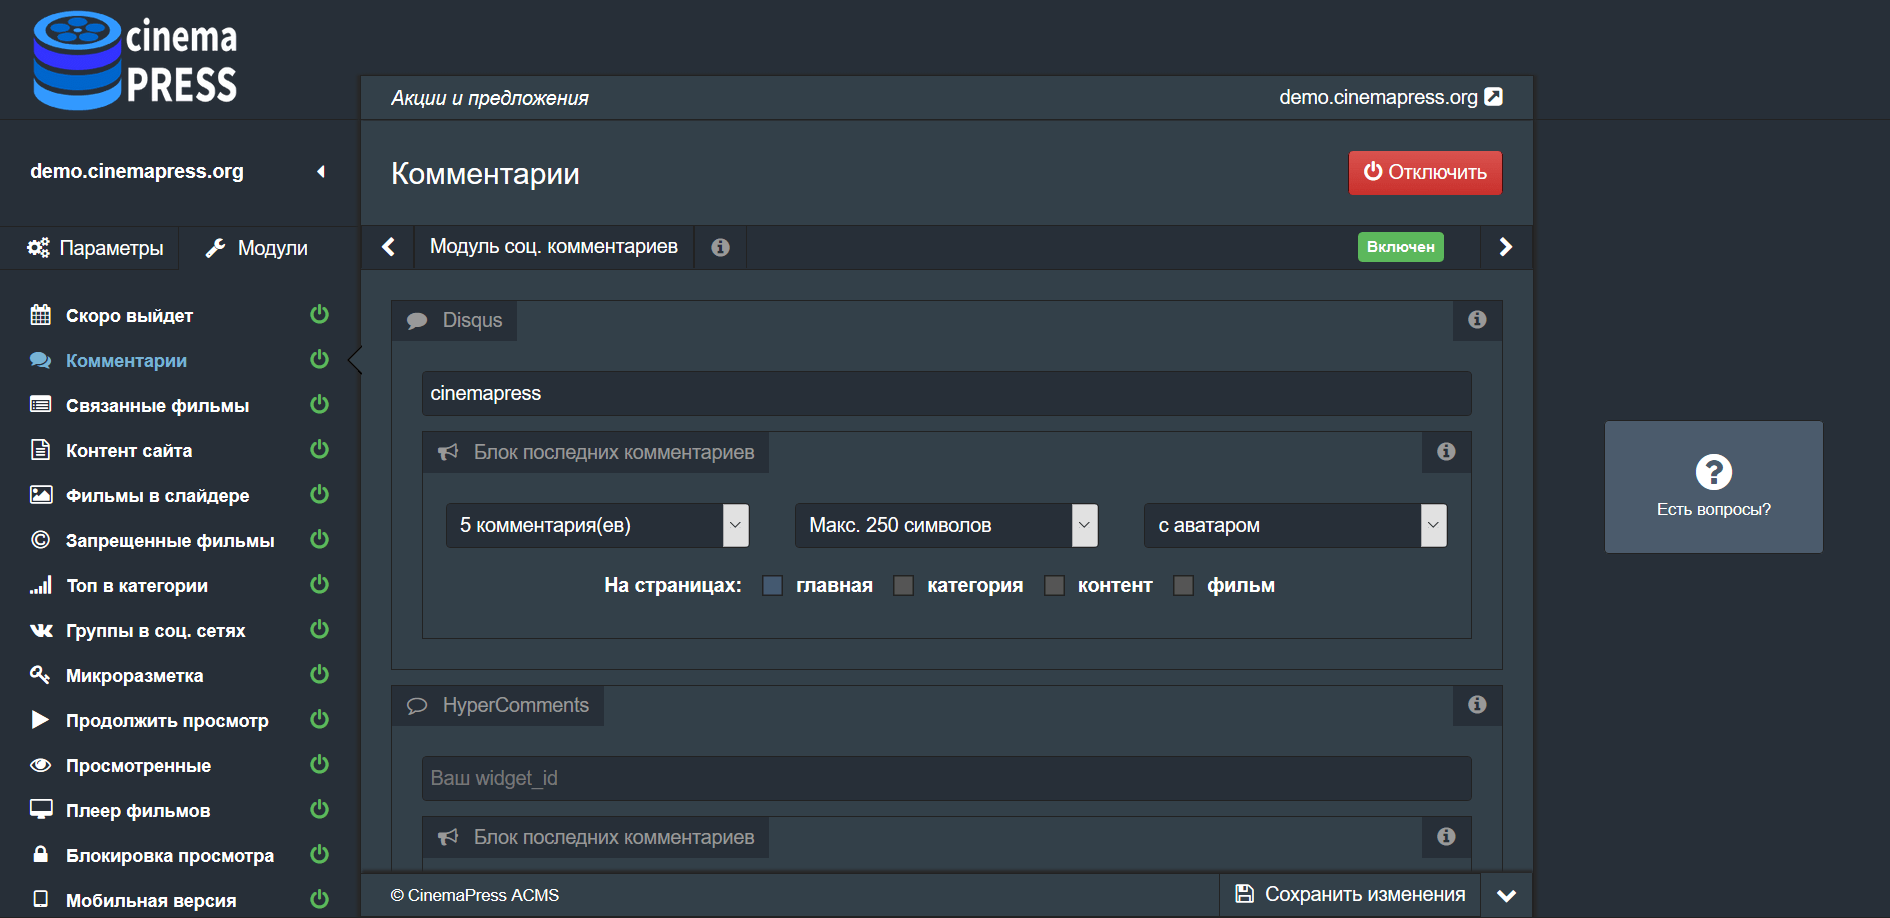 cinema
PRESS
Акции и предложения
demo.cinemapress.org
demo.cinemapress.org
Комментарии
Отключить
Параметры
Модули
Модуль соц. комментариев
Включен
Скоро выйдет
Комментарии
Связанные фильмы
Контент сайта
Фильмы в слайдере
Запрещенные фильмы
Топ в категории
Группы в соц. сетях
Микроразметка
Продолжить просмотр
Просмотренные
Плеер фильмов
Блокировка просмотра
Мобильная версия
Disqus
cinemapress
Блок последних комментариев
5 комментария(ев)
Макс. 250 символов
с аватаром
На страницах: главная категория контент фильм
HyperComments
Ваш widget_id
Блок последних комментариев
Есть вопросы?
© CinemaPress ACMS
Сохранить изменения